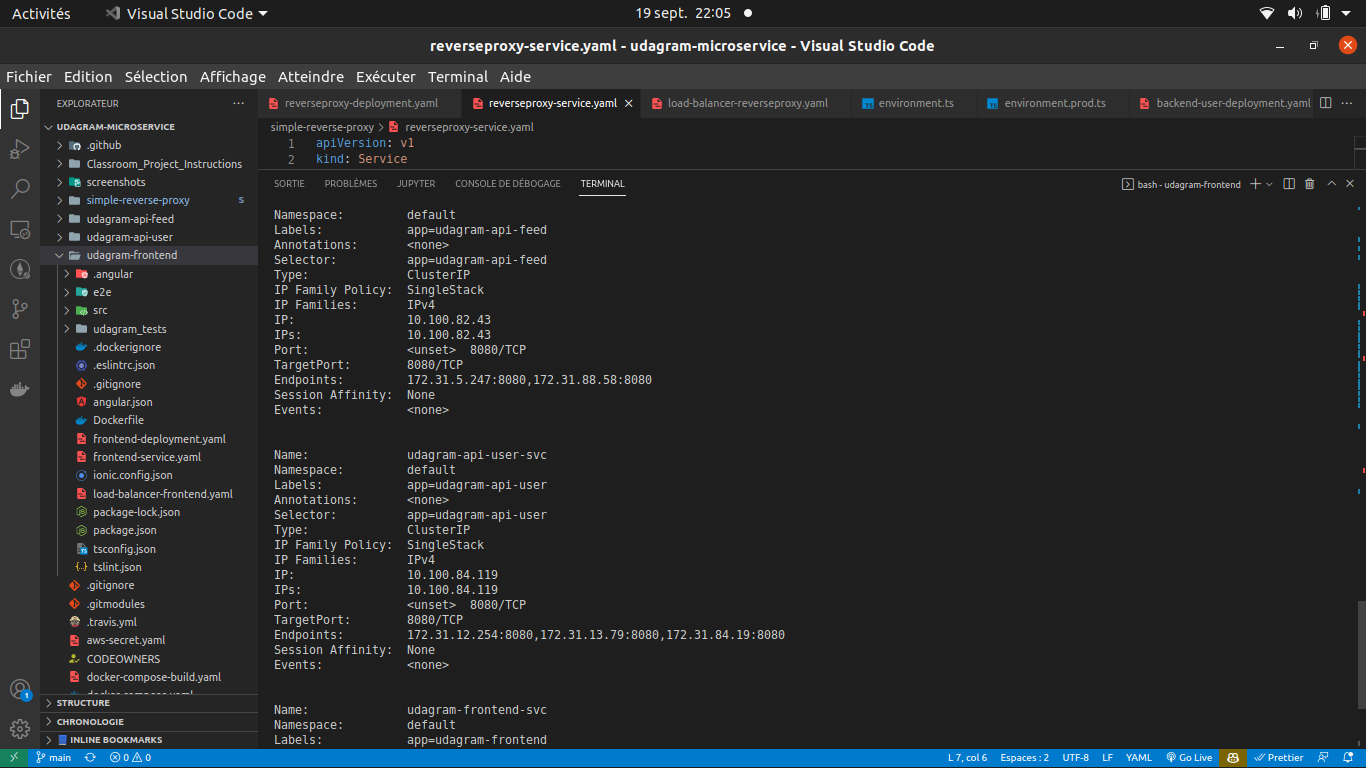 Activités
Visual Studio Code
19 sept. 22:05
reverseproxy-service.yaml - udagram-microservice - Visual Studio Code
Fichier Edition Sélection Affichage Atteindre Exécuter Terminal Aide
EXPLORATEUR
UDAGRAM-MICROSERVICE
.github
Classroom_Project_Instructions
screenshots
simple-reverse-proxy S
udagram-api-feed
udagram-api-user
udagram-frontend
.angular
e2e
src
udagram_tests
.dockerignore
.eslintrc.json
.gitignore
angular.json
Dockerfile
frontend-deployment.yaml
frontend-service.yaml
ionic.config.json
load-balancer-frontend.yaml
package-lock.json
package.json
tsconfig.json
tslint.json
.gitignore
.gitmodules
.travis.yml
aws-secret.yaml
CODEOWNERS
docker-compose-build.yaml
docker-compose.yaml
STRUCTURE
CHRONOLOGIE
INLINE BOOKMARKS
reverseproxy-deployment.yaml reverseproxy-service.yaml load-balancer-reverseproxy.yaml environment.ts environment.prod.ts backend-user-deployment.yaml
simple-reverse-proxy > reverseproxy-service.yaml
1 apiVersion: v1
2 kind: Service
SORTIE PROBLÈMES JUPYTER CONSOLE DE DÉBOGAGE TERMINAL
bash - udagram-frontend
Namespace: default
Labels: app=udagram-api-feed
Annotations: <none>
Selector: app=udagram-api-feed
Type: ClusterIP
IP Family Policy: SingleStack
IP Families: IPv4
IP: 10.100.82.43
IPs: 10.100.82.43
Port: <unset> 8080/TCP
TargetPort: 8080/TCP
Endpoints: 172.31.5.247:8080,172.31.88.58:8080
Session Affinity: None
Events: <none>
Name: udagram-api-user-svc
Namespace: default
Labels: app=udagram-api-user
Annotations: <none>
Selector: app=udagram-api-user
Type: ClusterIP
IP Family Policy: SingleStack
IP Families: IPv4
IP: 10.100.84.119
IPs: 10.100.84.119
Port: <unset> 8080/TCP
TargetPort: 8080/TCP
Endpoints: 172.31.12.254:8080,172.31.13.79:8080,172.31.84.19:8080
Session Affinity: None
Events: <none>
Name: udagram-frontend-svc
Namespace: default
Labels: app=udagram-frontend
1
main 0 0 L 7, col 6 Espaces : 2 UTF-8 LF YAML Go Live Prettier